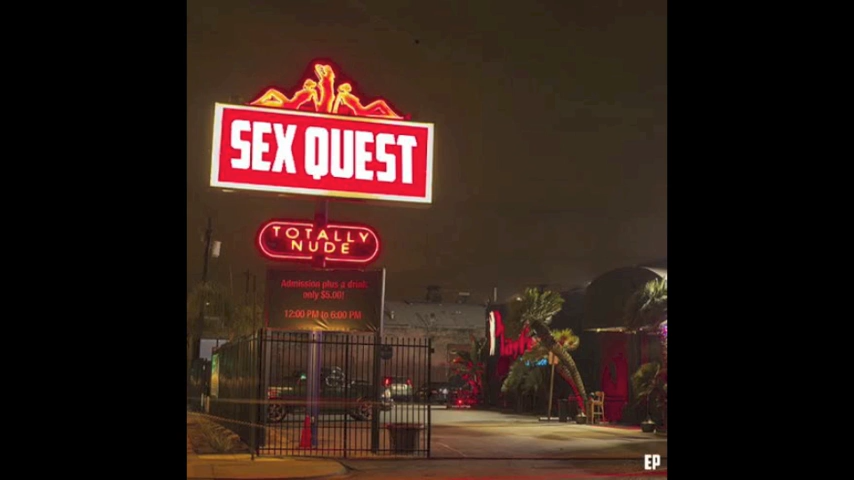 SEX QUEST
TOTALLY
NUDE
Admission plus a drink
only $5.00!
12:00 PM to 6:00 PM
EP